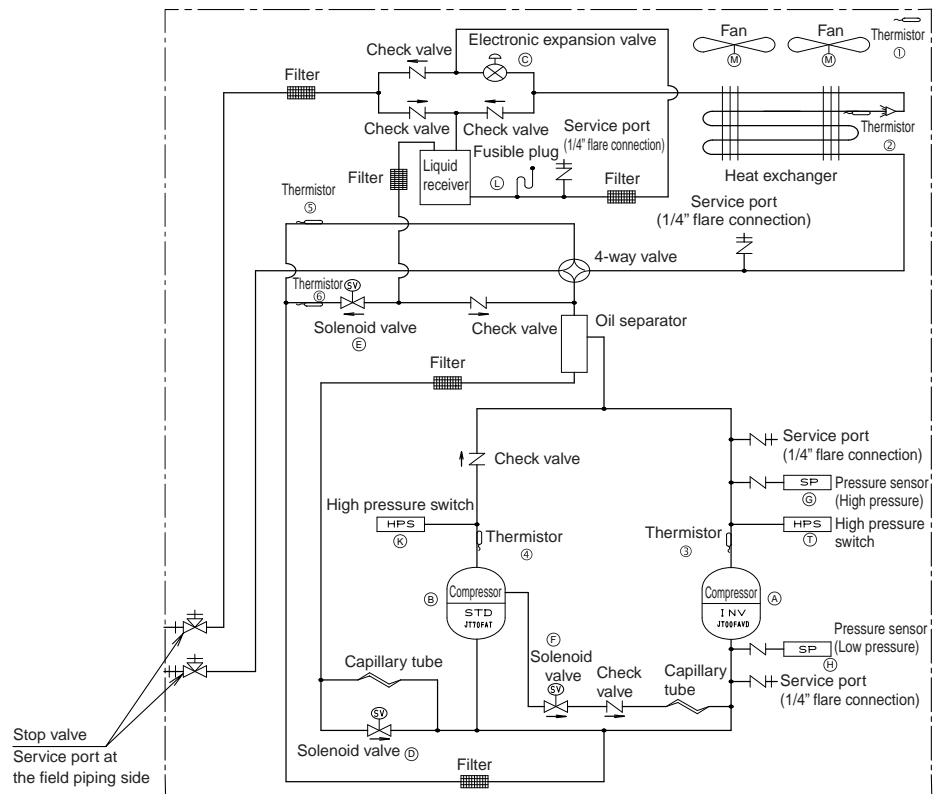 Check valve
Electronic expansion valve
Ⓒ
Fan
Fan
Thermistor
①
M
M
Filter
Check valve
Check valve
Service port
(1/4” flare connection)
Thermistor
②
Fusible plug
Filter
Liquid
receiver
Ⓛ
Filter
Heat exchanger
Thermistor
⑤
Service port
(1/4” flare connection)
4-way valve
Thermistor
⑥
SV
Solenoid valve
Ⓔ
Check valve
Oil separator
Filter
Check valve
Service port
(1/4” flare connection)
SP
Ⓖ
Pressure sensor
(High pressure)
High pressure switch
HPS
Ⓚ
Thermistor
④
Thermistor
③
HPS
Ⓣ
High pressure
switch
Ⓑ
Compressor
STD
JT70FAT
Compressor
INV
JT00FAVD
Ⓐ
Ⓕ
Solenoid
valve
SV
Check
valve
Capillary
tube
SP
Ⓗ
Pressure sensor
(Low pressure)
Service port
(1/4” flare connection)
Capillary tube
SV
Solenoid valve Ⓓ
Filter
Stop valve
Service port at
the field piping side